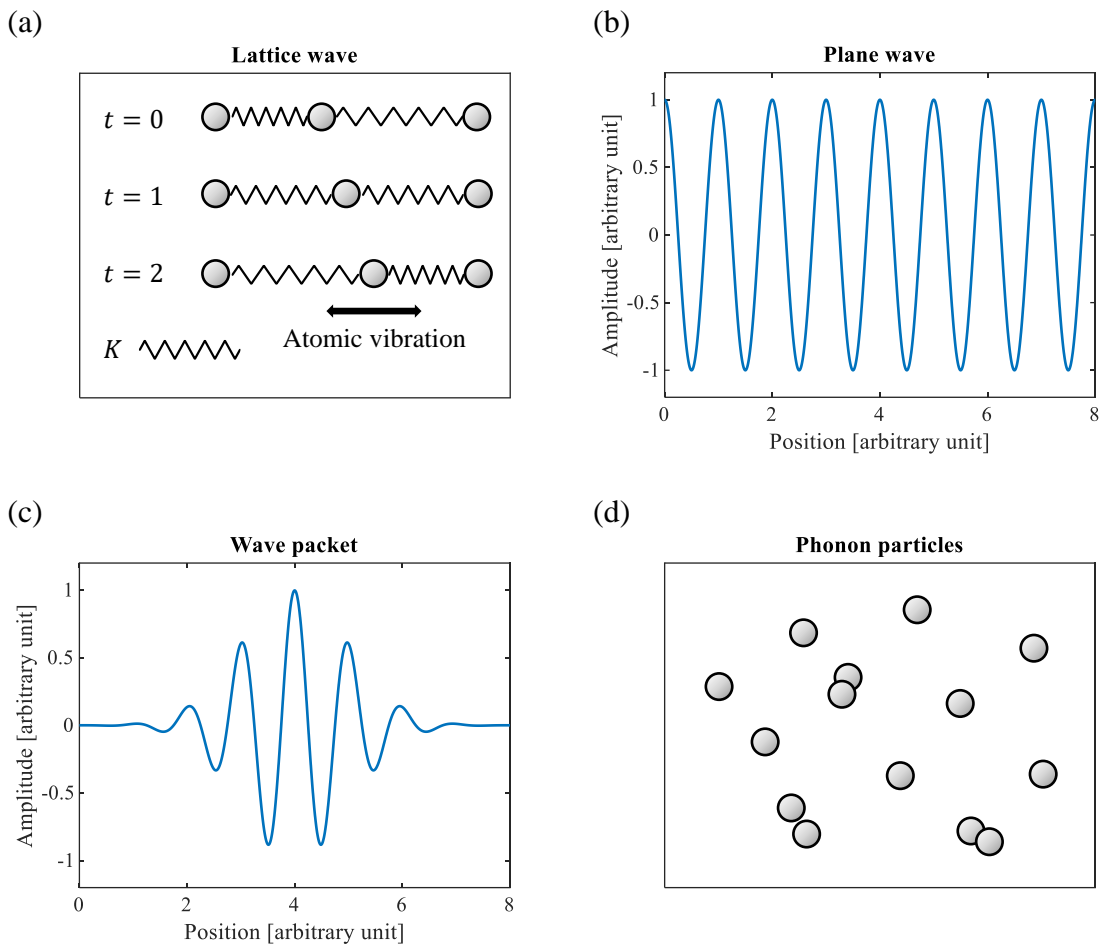 (a)
Lattice wave
t = 0
t = 1
t = 2
Atomic vibration
K
(b)
Plane wave
Amplitude [arbitrary unit]
1
0.5
0
-0.5
-1
0
2
4
6
8
Position [arbitrary unit]
(c)
Wave packet
Amplitude [arbitrary unit]
1
0.5
0
-0.5
-1
0
2
4
6
8
Position [arbitrary unit]
(d)
Phonon particles